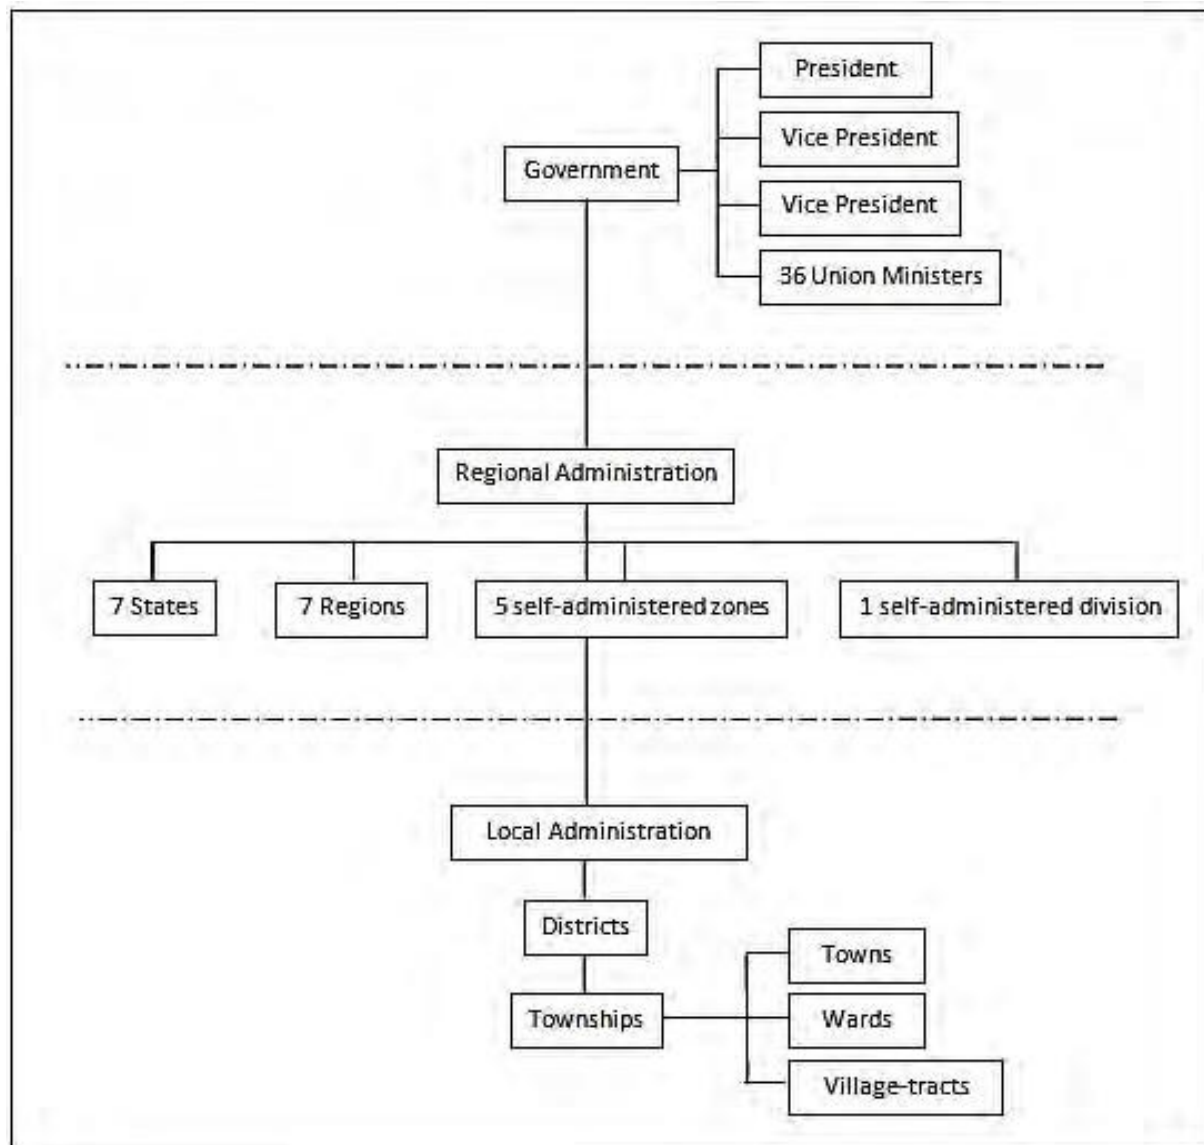 President
Vice President
Government
Vice President
36 Union Ministers
Regional Administration
7 States
7 Regions
5 self-administered zones
1 self-administered division
Local Administration
Districts
Towns
Townships
Wards
Village-tracts